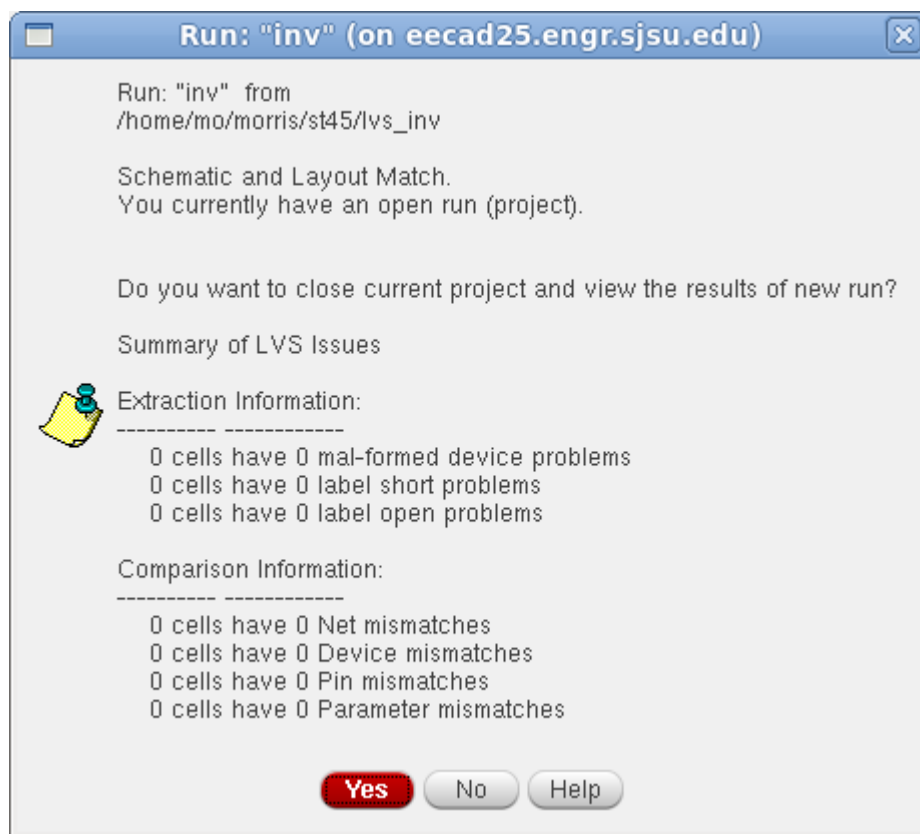 Run: "inv" (on eecad25.engr.sjsu.edu)
Run: "inv"  from
/home/mo/morris/st45/lvs_inv
Schematic and Layout Match.
You currently have an open run (project).
Do you want to close current project and view the results of new run?
Summary of LVS Issues
Extraction Information:
---------- ------------
0 cells have 0 mal-formed device problems
0 cells have 0 label short problems
0 cells have 0 label open problems
Comparison Information:
---------- ------------
0 cells have 0 Net mismatches
0 cells have 0 Device mismatches
0 cells have 0 Pin mismatches
0 cells have 0 Parameter mismatches
Yes No Help